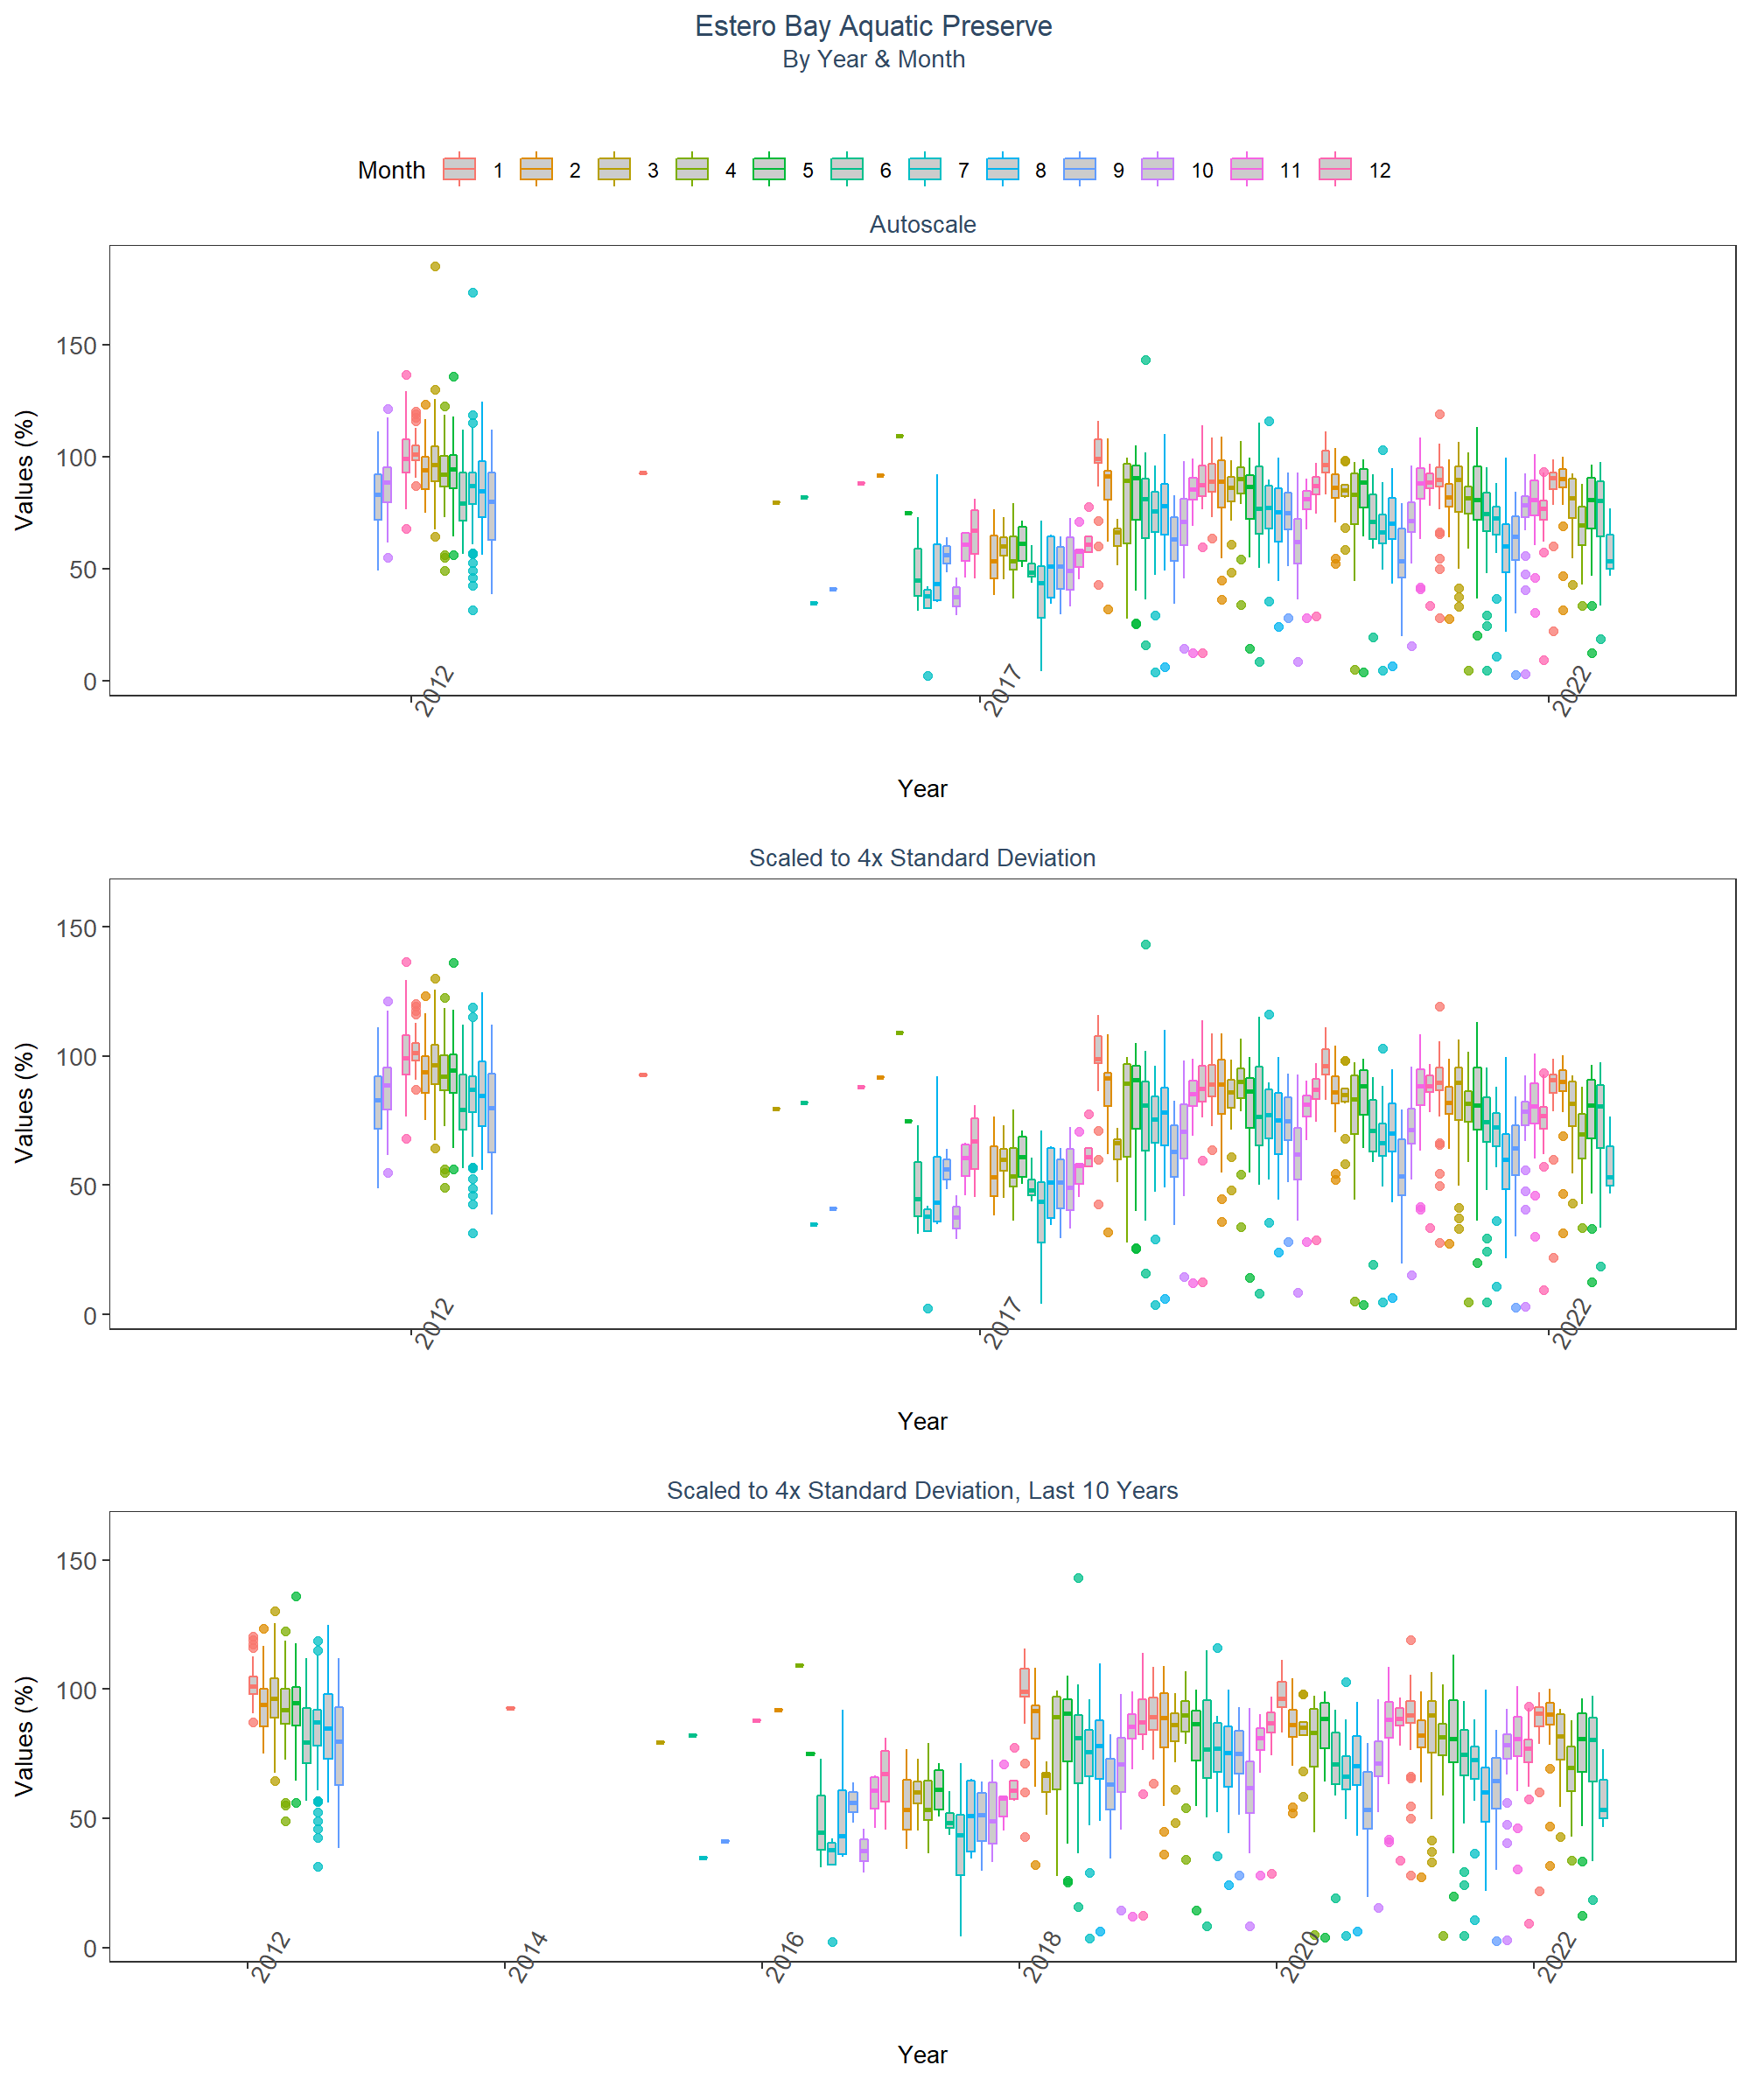 Estero Bay Aquatic Preserve
By Year & Month
Month 1 2 3 4 5 6 7 8 9 10 11 12
Autoscale
Values (%)
150
100
50
0
2012 2017 2022
Year
Scaled to 4x Standard Deviation
Values (%)
150
100
50
0
2012 2017 2022
Year
Scaled to 4x Standard Deviation, Last 10 Years
Values (%)
150
100
50
0
2012 2014 2016 2018 2020 2022
Year